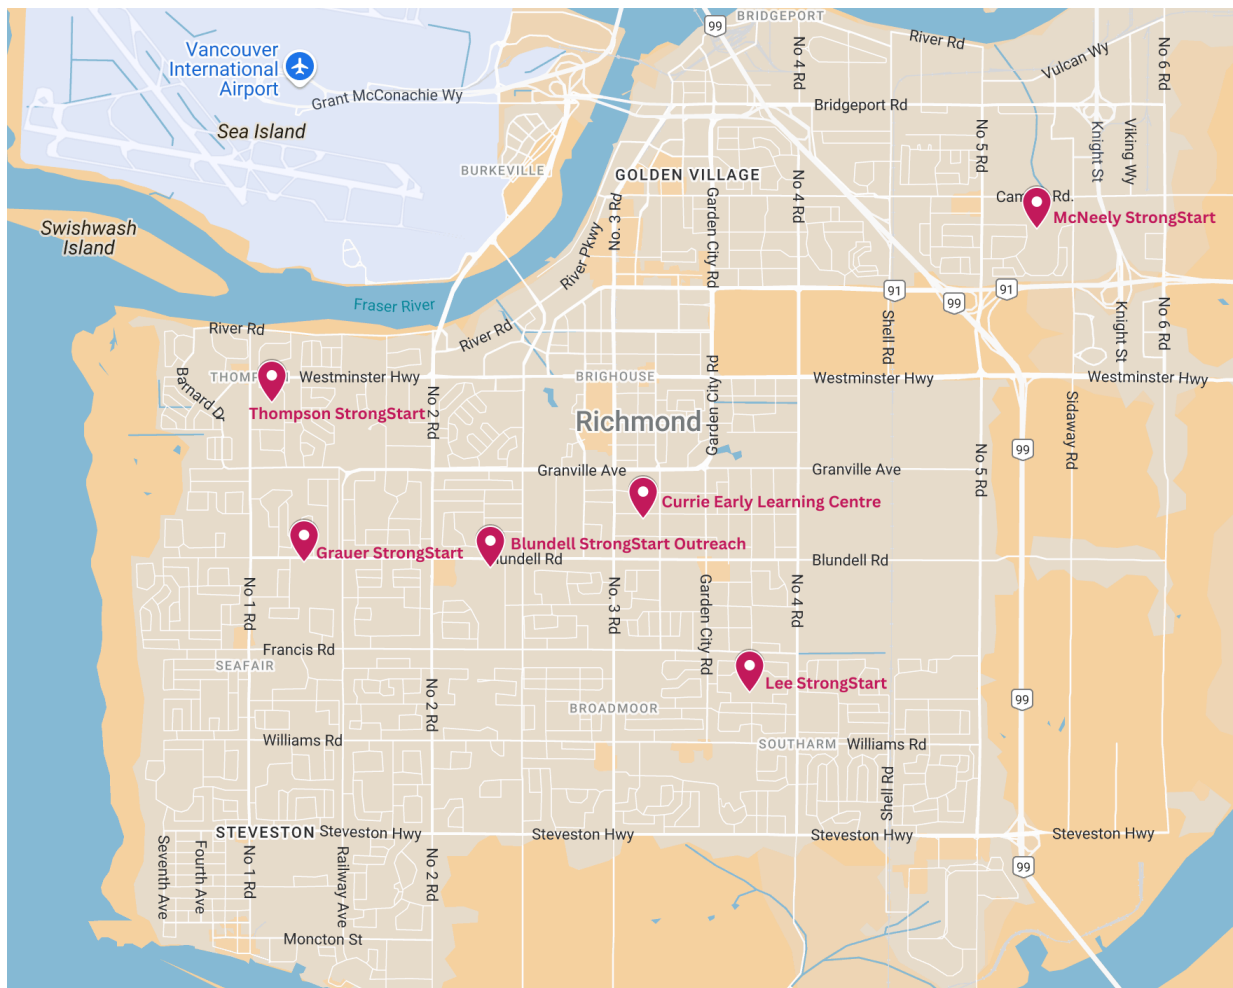 BRIDGEPORT
99
River Rd
Vancouver
International
Airport
No 4 Rd
Vulcan Wy
No 6 Rd
Grant McConachie Wy
Bridgeport Rd
Sea Island
No 5 Rd
Knight St
Viking Wy
BURKEVILLE
GOLDEN VILLAGE
No. 3 Rd
Garden City Rd
No 4 Rd
Rd.
McNeely StrongStart
Swishwash
Island
River Pkwy
Fraser River
91
99
91
River Rd
River Rd
Shell Rd
Knight St
No 6 Rd
Westminster Hwy
BRIGHOUSE
Westminster Hwy
Westminster Hwy
Barnard Dr
Thompson StrongStart
No 2 Rd
Richmond
Garden City Rd
Sidaway Rd
99
Granville Ave
Granville Ave
No 5 Rd
Currie Early Learning Centre
Grauer StrongStart
Blundell StrongStart Outreach
Rd
Blundell Rd
No 1 Rd
No. 3 Rd
Garden City Rd
No 4 Rd
Francis Rd
SEAFAIR
Lee StrongStart
No 2 Rd
BROADMOOR
99
Williams Rd
SOUTHARM
Williams Rd
Shell Rd
STEVESTON
Steveston Hwy
Steveston Hwy
Steveston Hwy
Steveston Hwy
Seventh Ave
Fourth Ave
No 1 Rd
Railway Ave
No 2 Rd
99
Moncton St